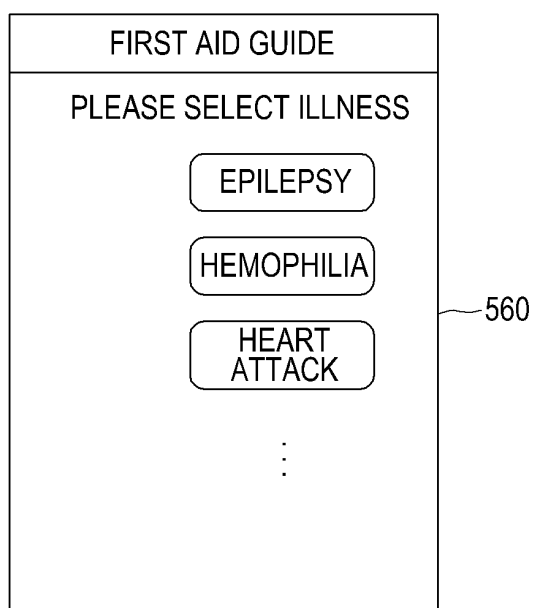 FIRST AID GUIDE
PLEASE SELECT ILLNESS
EPILEPSY
HEMOPHILIA
HEART
ATTACK
560